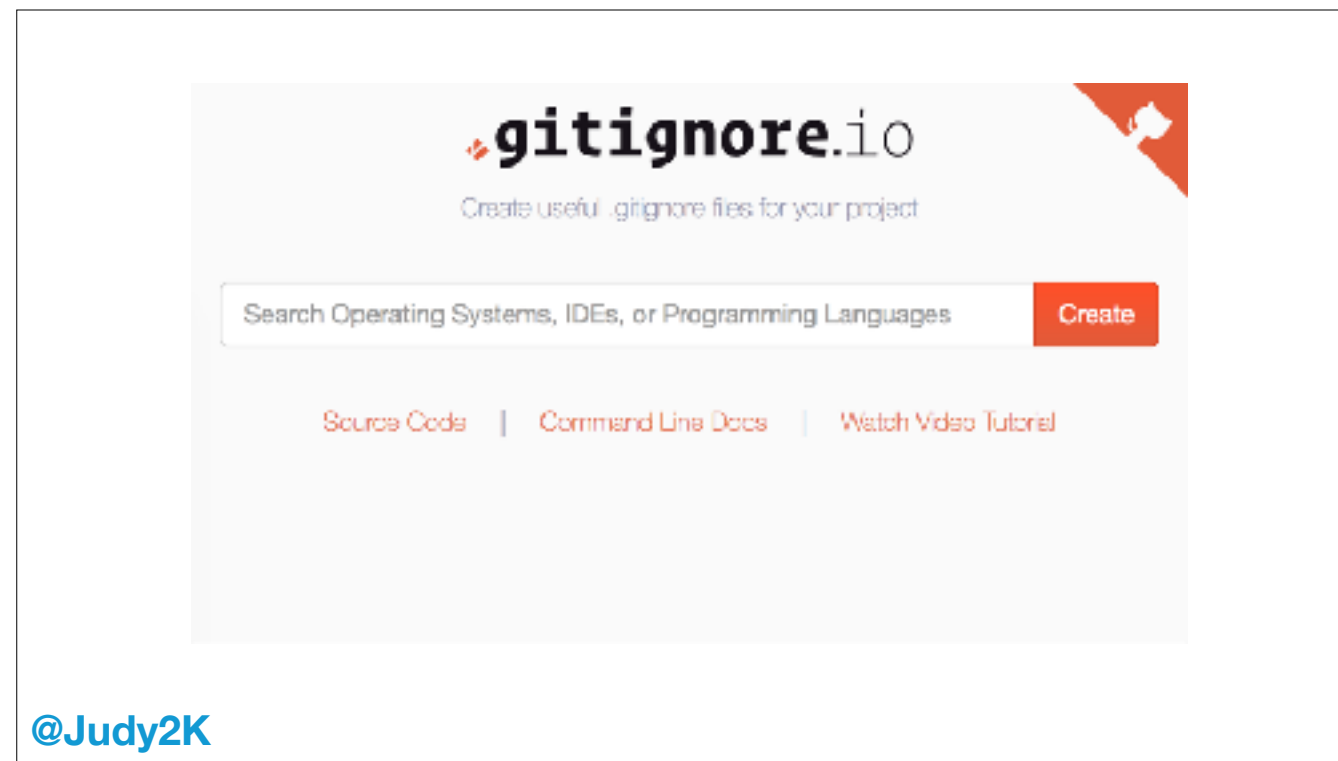 .gitignore.io
Create useful .gitignore files for your project
Search Operating Systems, IDEs, or Programming Languages Create
Source Code | Command Line Docs | Watch Video Tutorial
@Judy2K